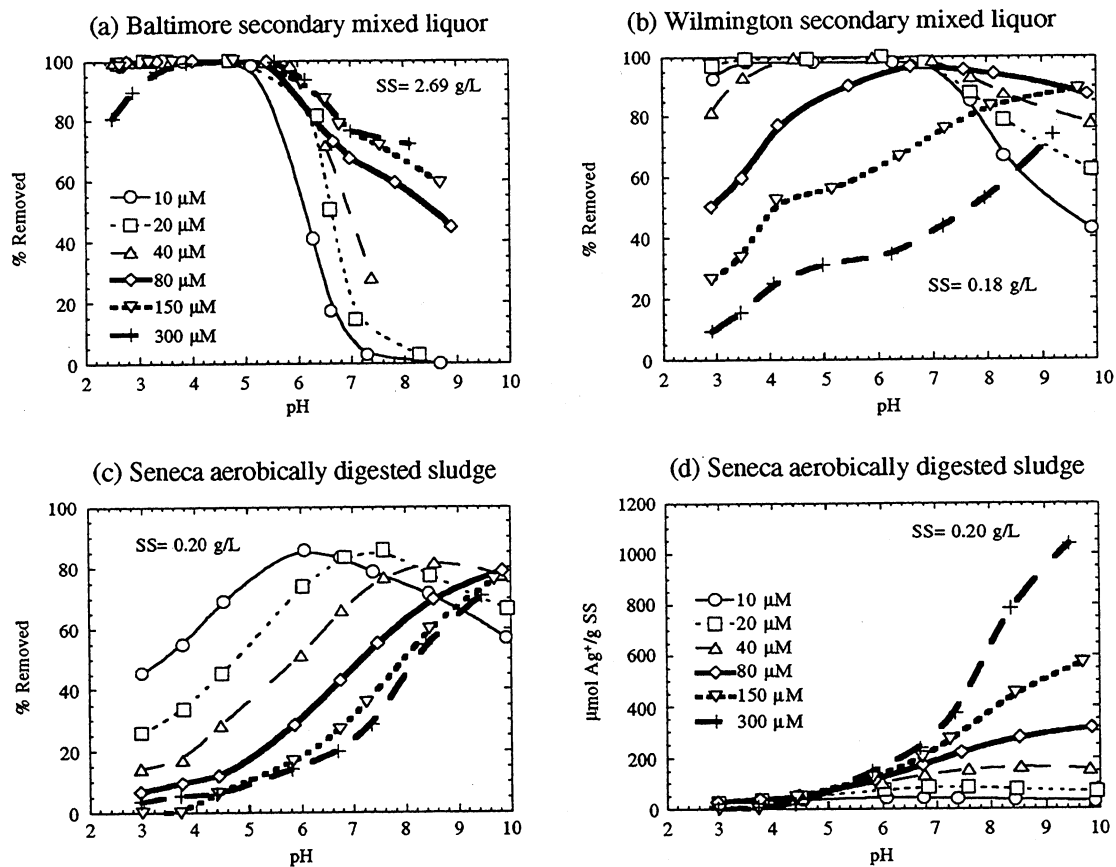 (a) Baltimore secondary mixed liquor
100
80
60
40
20
0
% Removed
SS= 2.69 g/L
10 µM
20 µM
40 µM
80 µM
150 µM
300 µM
2 3 4 5 6 7 8 9 10
pH
(b) Wilmington secondary mixed liquor
100
80
60
40
20
0
% Removed
SS= 0.18 g/L
2 3 4 5 6 7 8 9 10
pH
(c) Seneca aerobically digested sludge
100
80
60
40
20
0
% Removed
SS= 0.20 g/L
2 3 4 5 6 7 8 9 10
pH
(d) Seneca aerobically digested sludge
1200
1000
800
600
400
200
0
µmol Ag⁺/g SS
SS= 0.20 g/L
10 µM
20 µM
40 µM
80 µM
150 µM
300 µM
2 3 4 5 6 7 8 9 10
pH